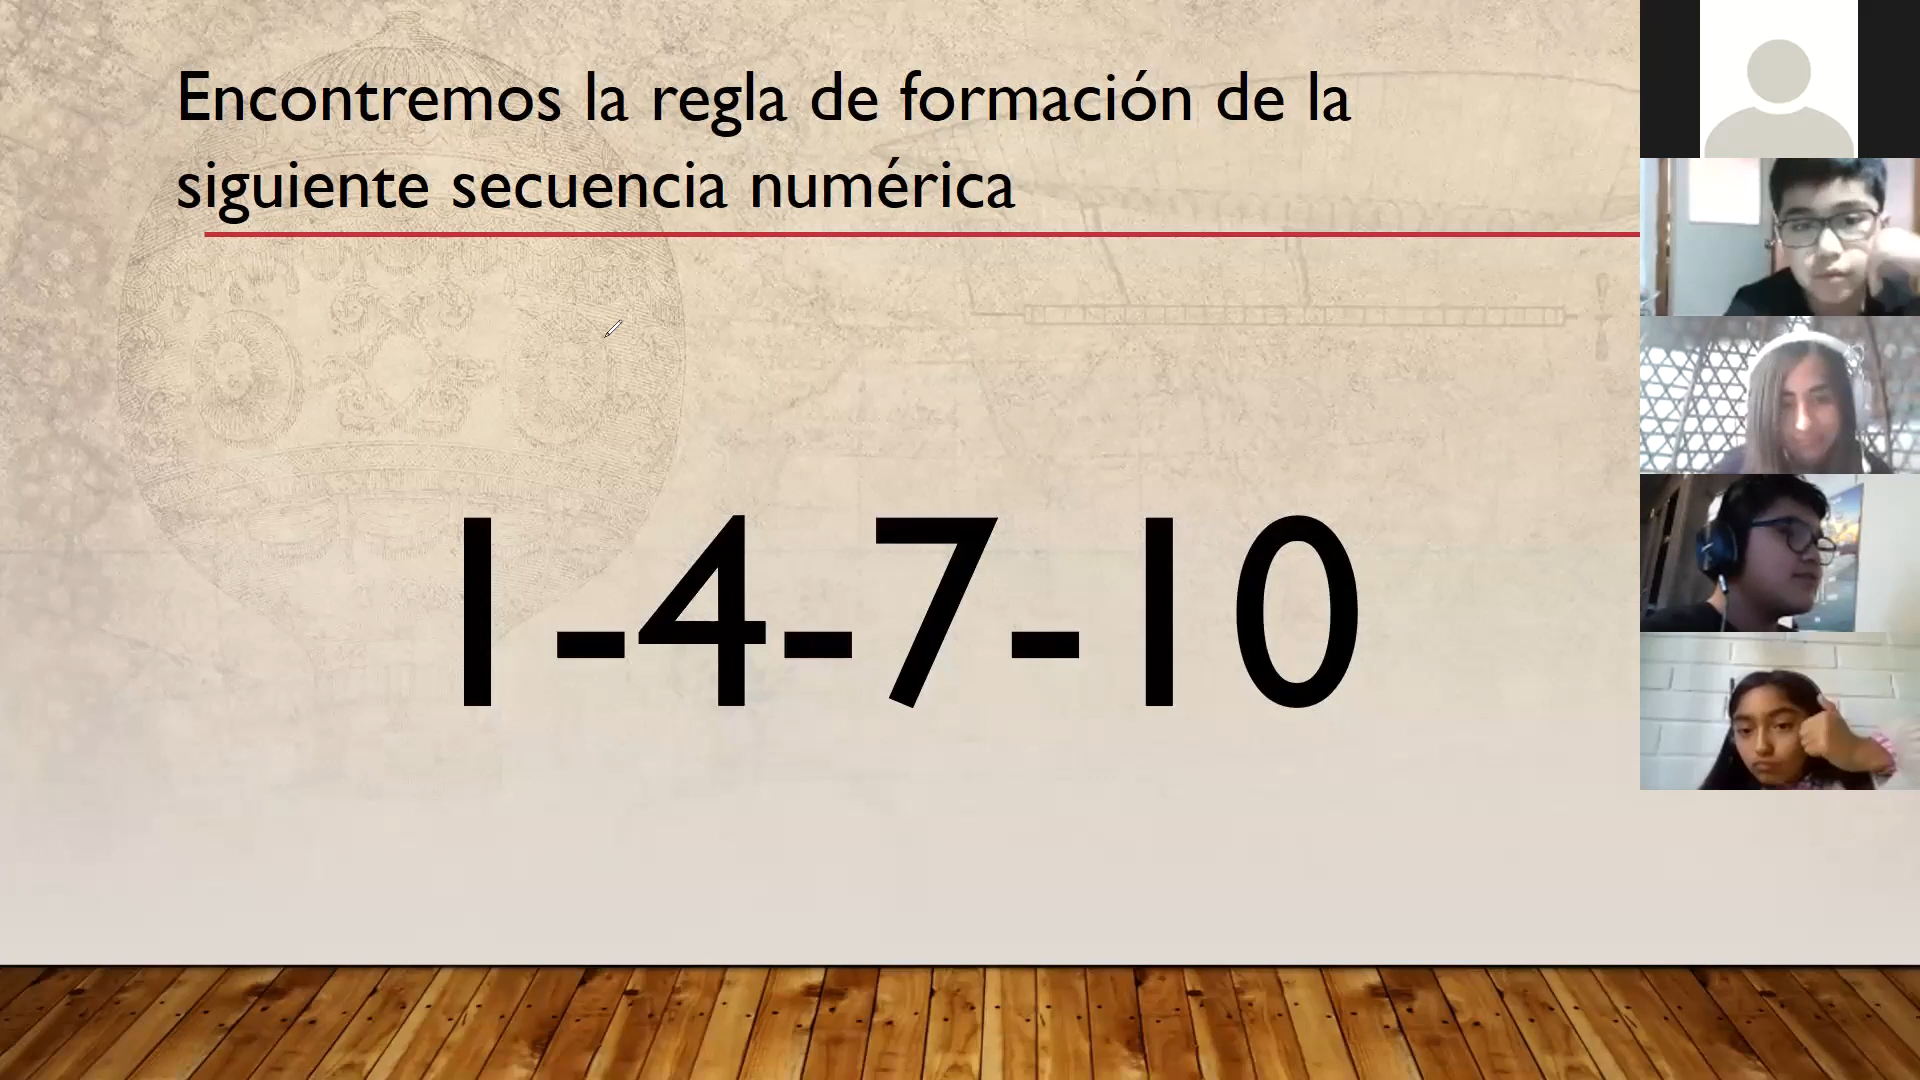 Encontremos la regla de formación de la
siguiente secuencia numérica
1-4-7-10